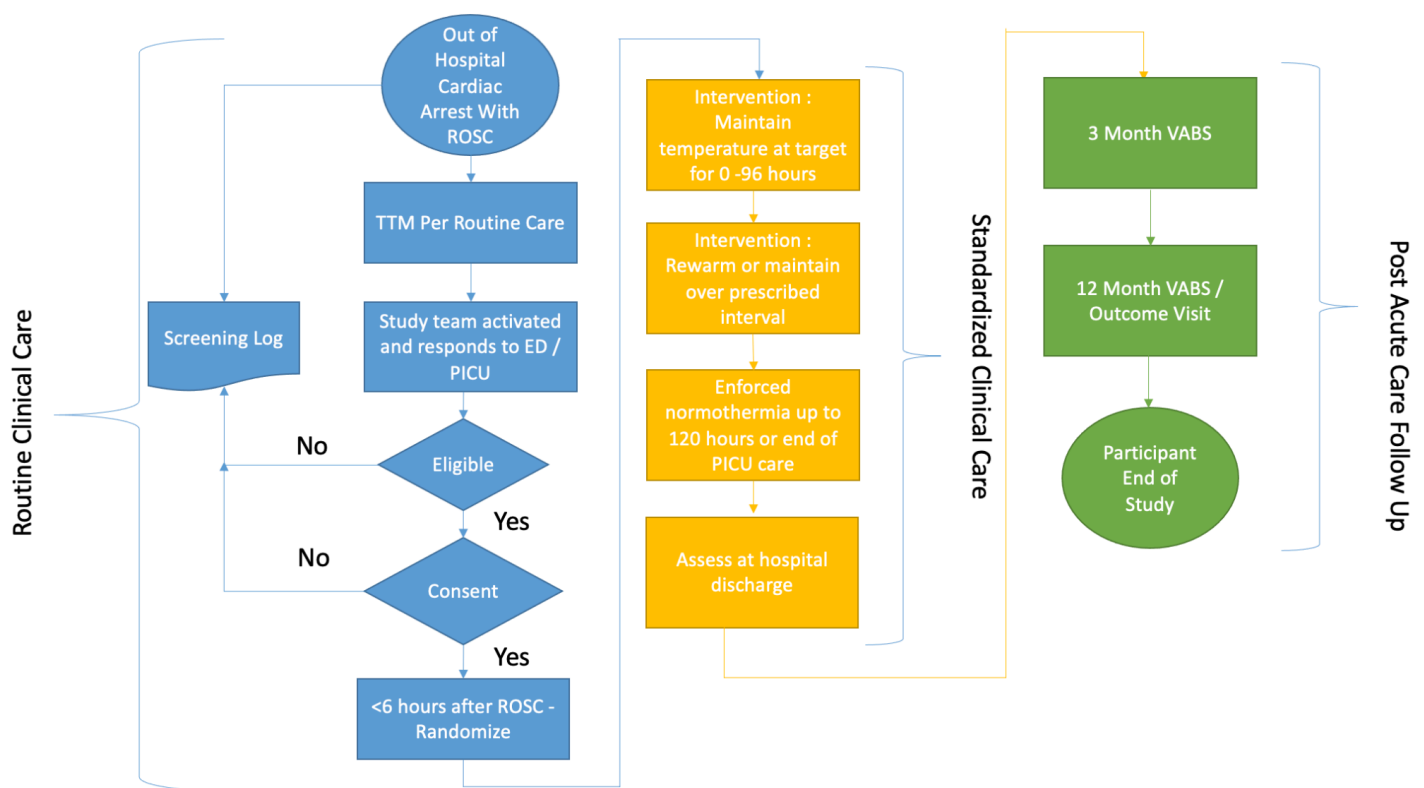 Routine Clinical Care
Out of
Hospital
Cardiac
Arrest With
ROSC
TTM Per Routine Care
Screening Log
Study team activated
and responds to ED /
PICU
No
Eligible
Yes
No
Consent
Yes
<6 hours after ROSC -
Randomize
Intervention :
Maintain
temperature at target
for 0 -96 hours
Intervention :
Rewarm or maintain
over prescribed
interval
Enforced
normothermia up to
120 hours or end of
PICU care
Assess at hospital
discharge
Standardized Clinical Care
3 Month VABS
12 Month VABS /
Outcome Visit
Participant
End of
Study
Post Acute Care Follow Up